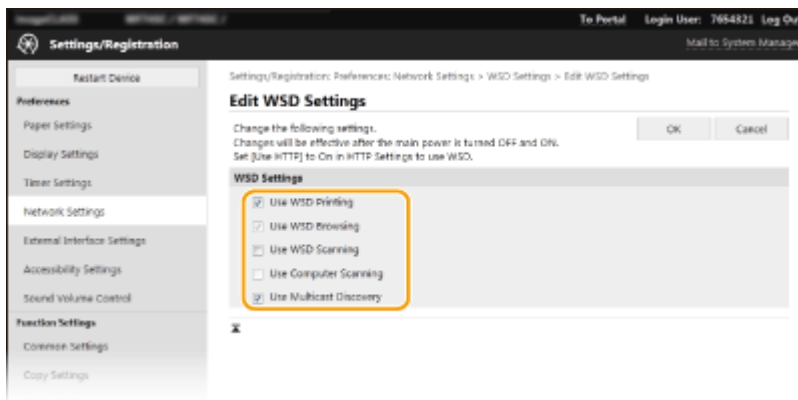 To Portal Login User: 7654321 Log Ou
Settings/Registration
Mail to System Manager
Restart Device
Settings/Registration: Preferences: Network Settings > WSD Settings > Edit WSD Settings
Preferences
Edit WSD Settings
Paper Settings
Change the following settings.
Changes will be effective after the main power is turned OFF and ON.
Set [Use HTTP] to On in HTTP Settings to use WSD.
OK
Cancel
Display Settings
Timer Settings
WSD Settings
Network Settings
Use WSD Printing
Use WSD Browsing
External Interface Settings
Use WSD Scanning
Accessibility Settings
Use Computer Scanning
Sound Volume Control
Use Multicast Discovery
Function Settings
Common Settings
Copy Settings